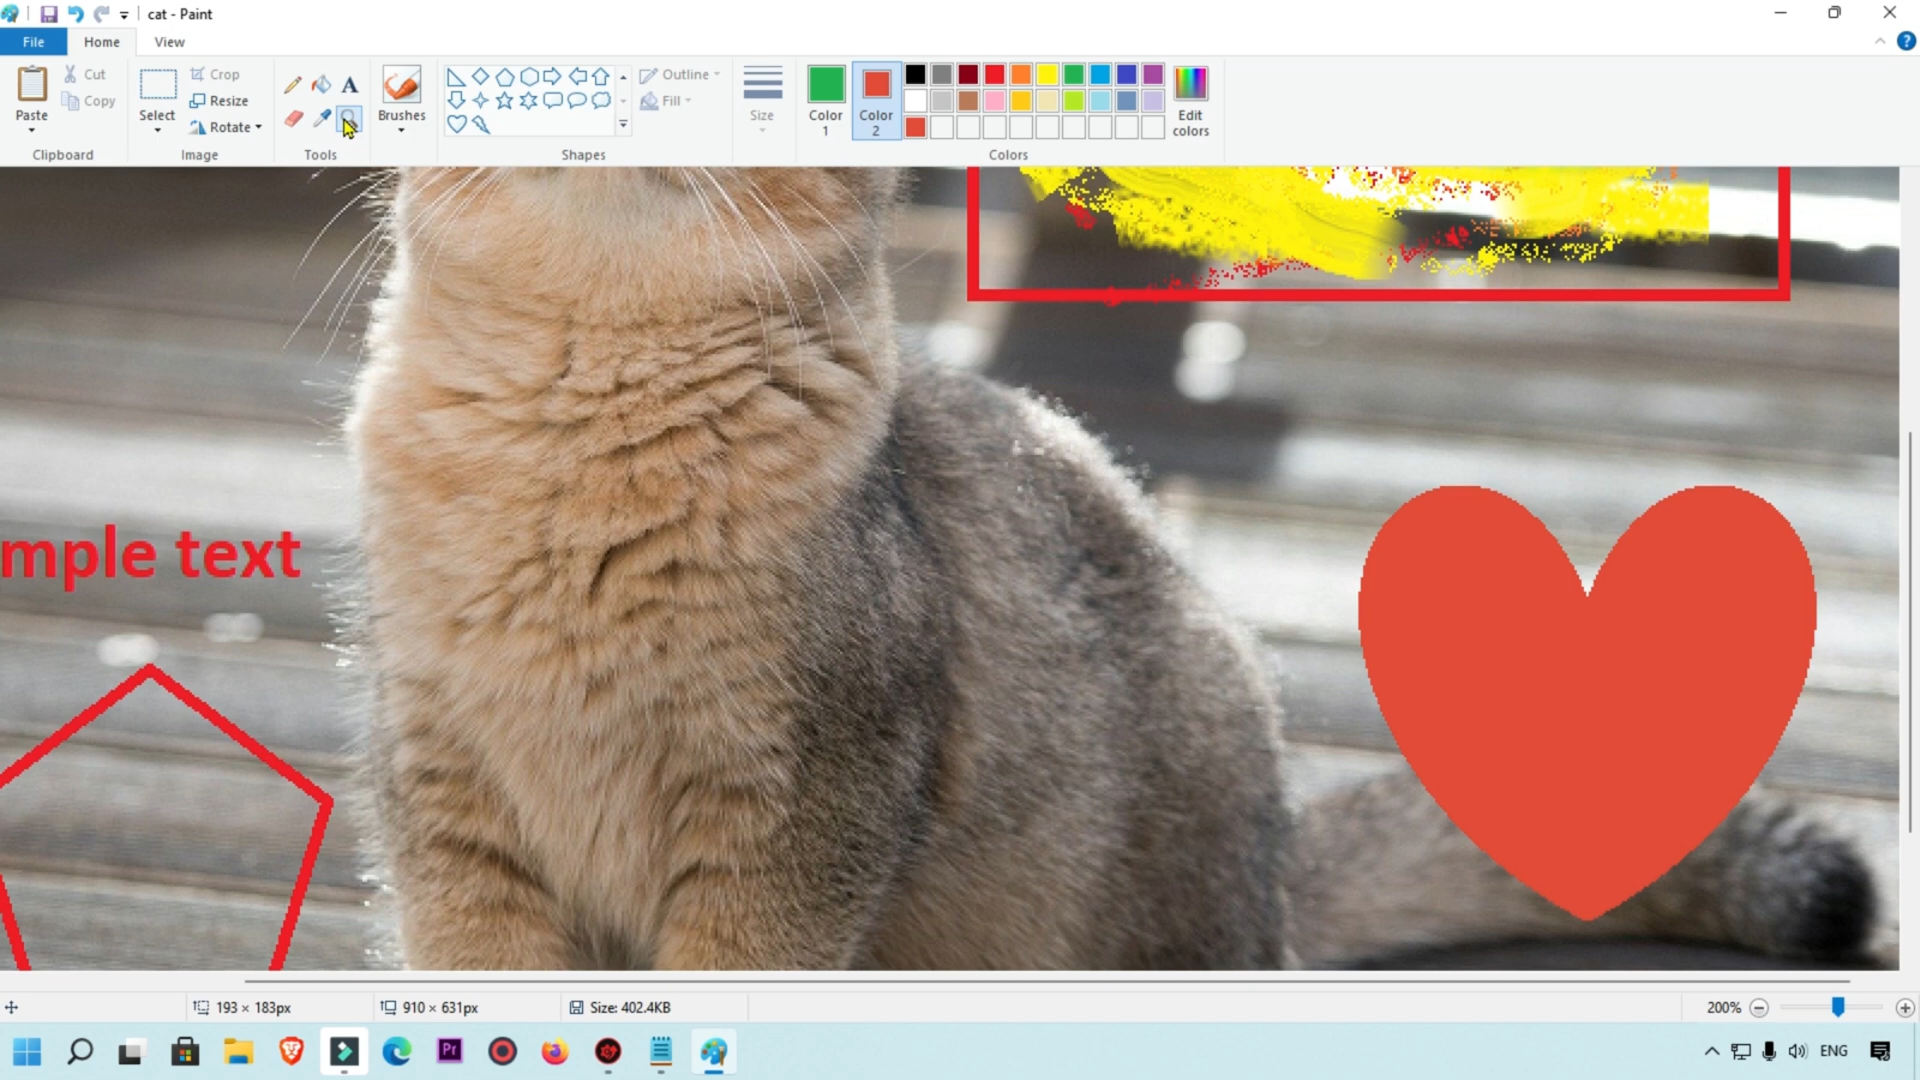 cat - Paint
File
Home
View
Paste
Cut
Copy
Clipboard
Select
Crop
Resize
Rotate
Image
A
Tools
Brushes
Shapes
Outline
Fill
Size
Color
1
Color
2
Edit
colors
Colors
mple text
193 × 183px
910 × 631px
Size: 402.4KB
200%
Pr
ENG